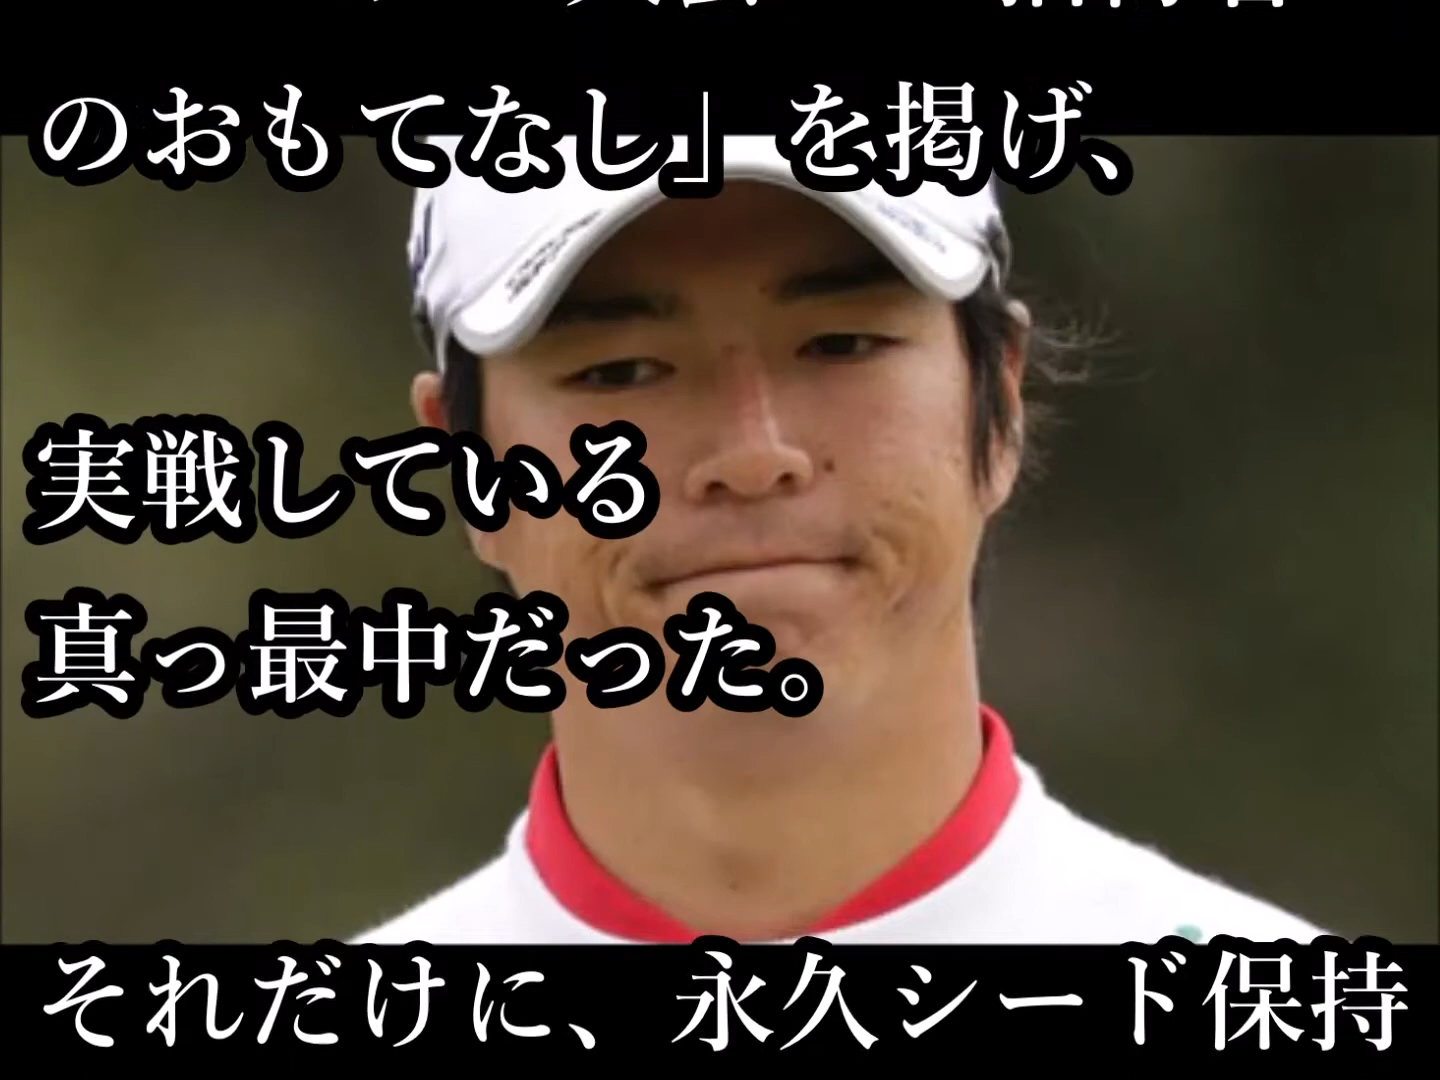 のおもてなし」を掲げ、
実戦している
真っ最中だった。
それだけに、永久シード保持